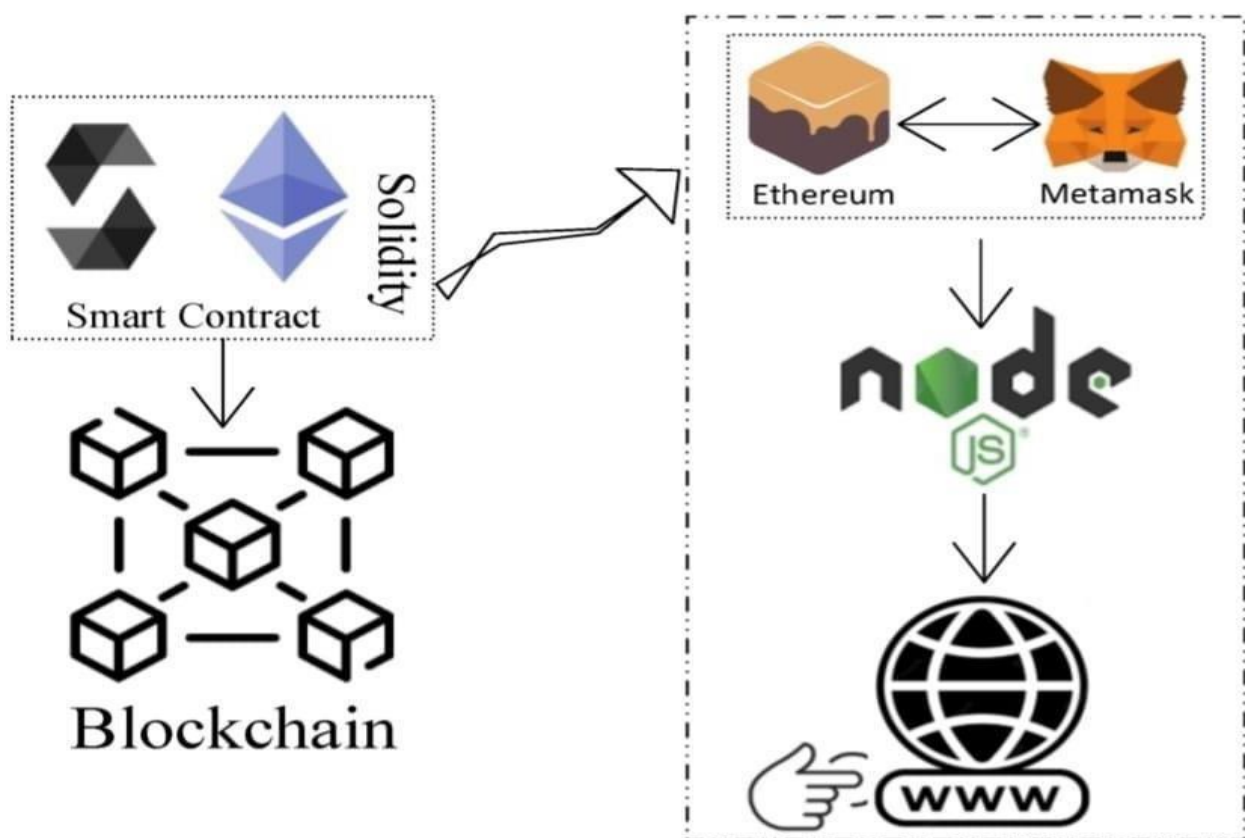 Smart Contract
Solidity
Blockchain
Ethereum
Metamask
node
JS
®
www